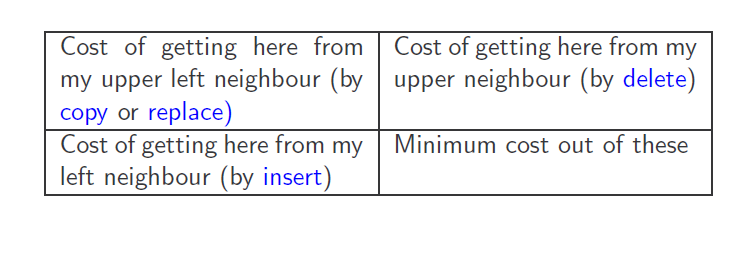 Cost of getting here from
my upper left neighbour (by
copy or replace)
Cost of getting here from my
upper neighbour (by delete)
Cost of getting here from my
left neighbour (by insert)
Minimum cost out of these